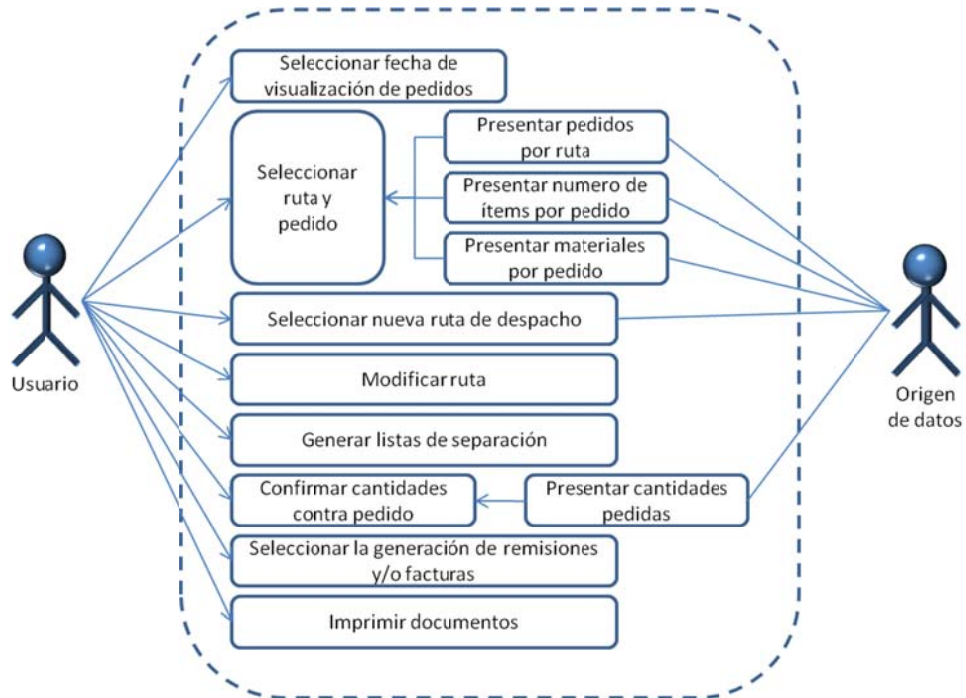 Seleccionar fecha de
visualización de pedidos
Seleccionar
ruta y
pedido
Presentar pedidos
por ruta
Presentar numero de
ítems por pedido
Presentar materiales
por pedido
Seleccionar nueva ruta de despacho
Modificar ruta
Generar listas de separación
Confirmar cantidades
contra pedido
Presentar cantidades
pedidas
Seleccionar la generación de remisiones
y/o facturas
Imprimir documentos
Usuario
Origen
de datos